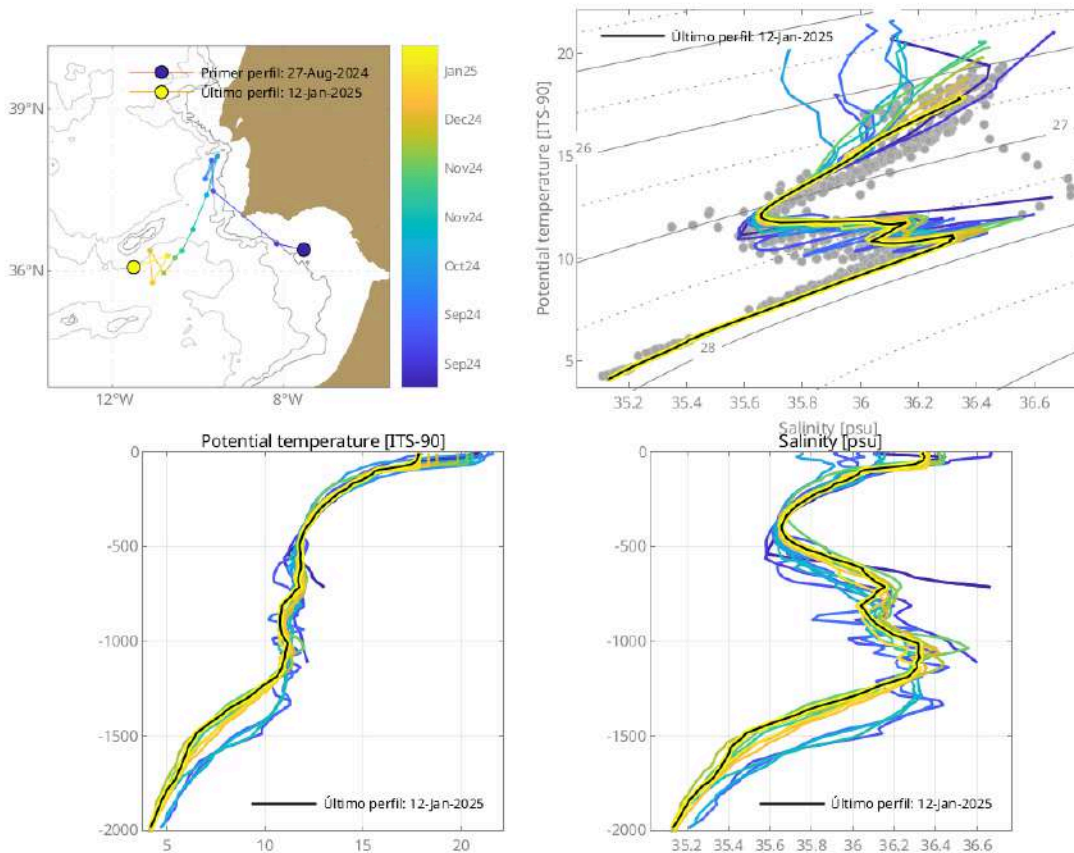 Primer perfil: 27-Aug-2024
Último perfil: 12-Jan-2025
39°N
36°N
12°W
8°W
Jan25
Dec24
Nov24
Nov24
Oct24
Sep24
Sep24
Último perfil: 12-Jan-2025
Potential temperature [ITS-90]
20
15
10
5
26
27
28
35.2
35.4
35.6
35.8
36
36.2
36.4
36.6
Salinity [psu]
Potential temperature [ITS-90]
0
-500
-1000
-1500
-2000
5
10
15
20
Último perfil: 12-Jan-2025
Salinity [psu]
0
-500
-1000
-1500
-2000
35.2
35.4
35.6
35.8
36
36.2
36.4
36.6
Último perfil: 12-Jan-2025